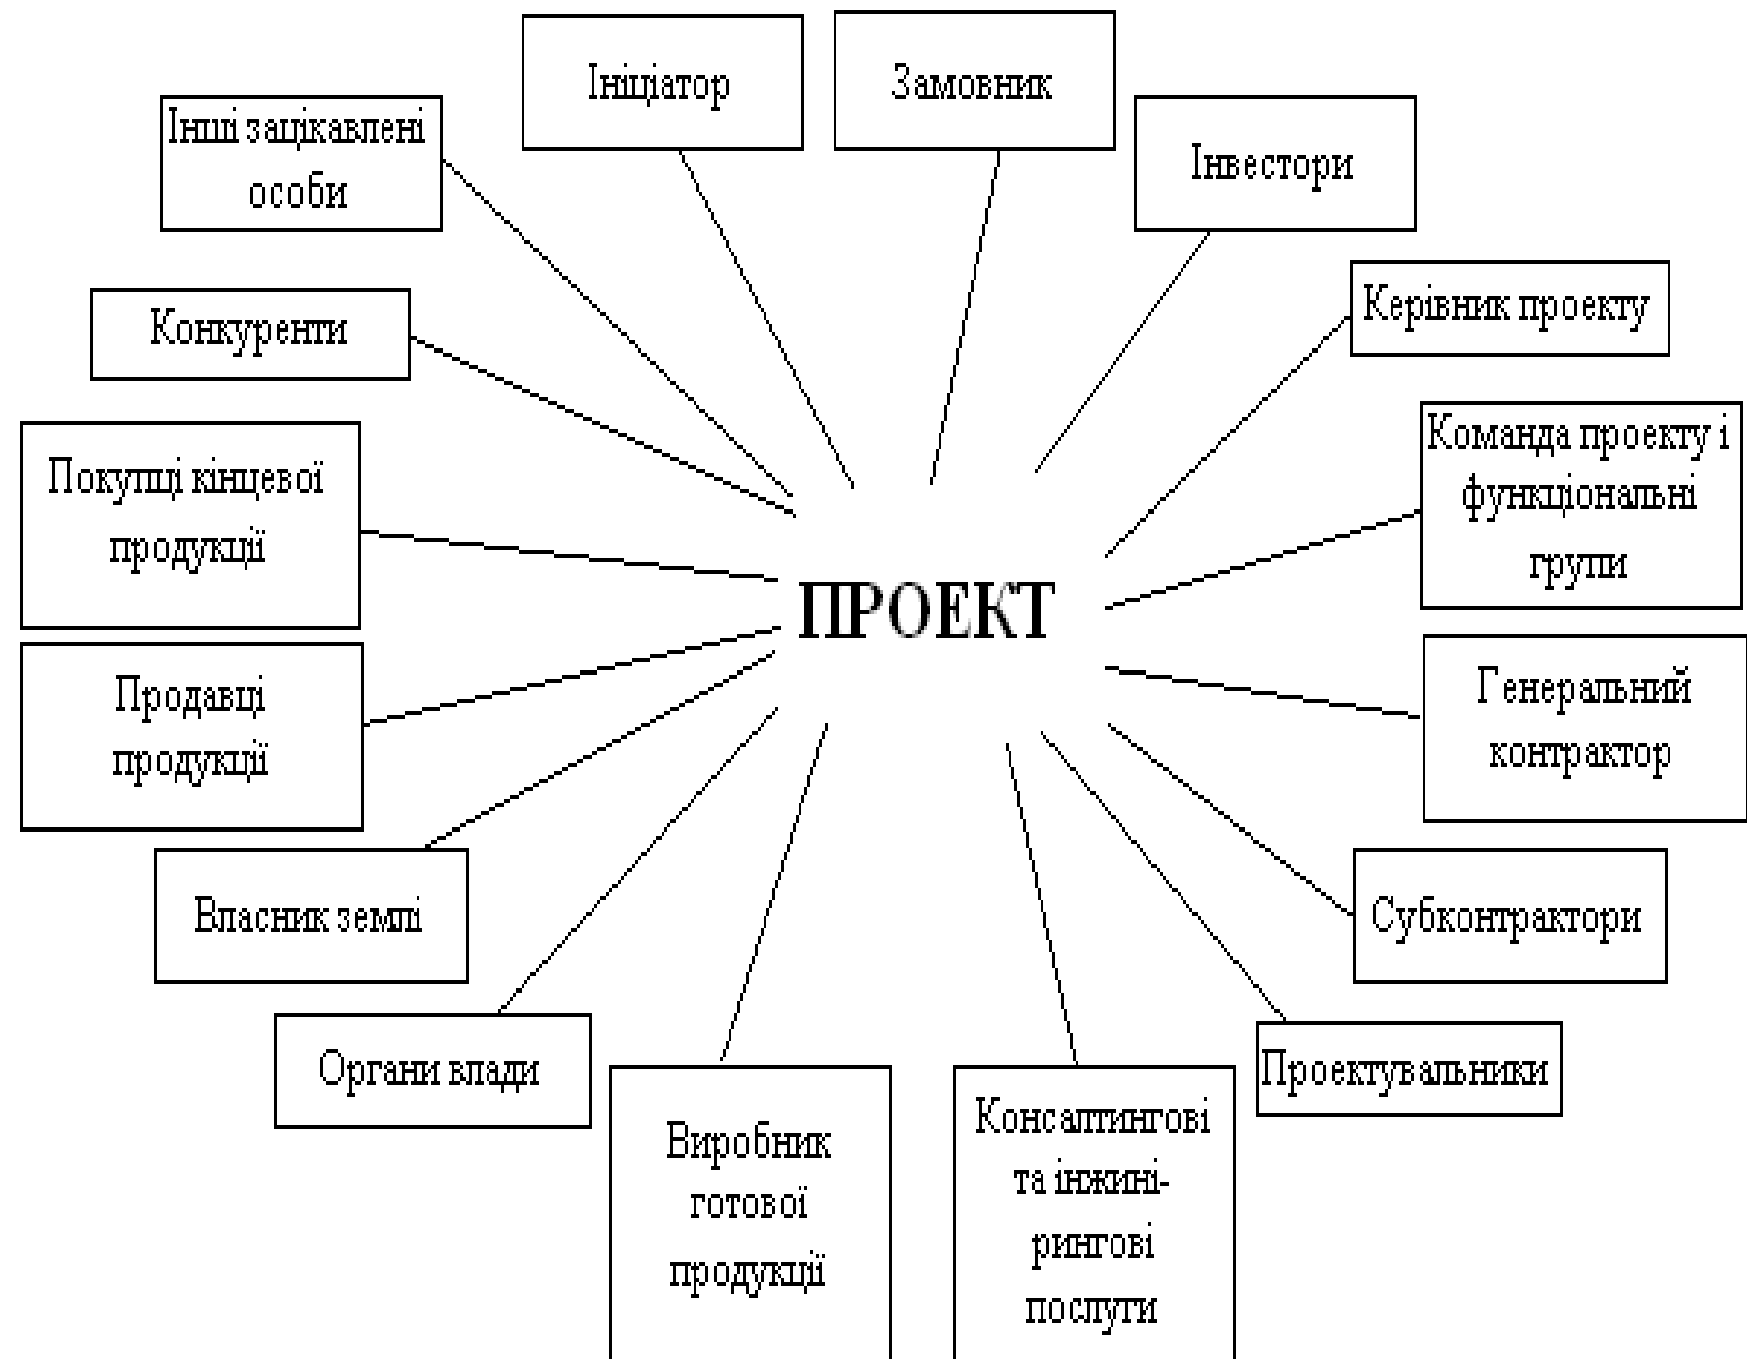 Ініціатор
Замовник
Інвестори
Керівник проекту
Команда проекту і
функціональні
групи
Генеральний
контрактор
Субконтрактори
Проектувальники
Консалтингові
та інжині-
рингові
послуги
Виробник
готової
продукції
Органи влади
Власник землі
Продавці
продукції
Покупці кінцевої
продукції
Конкуренти
Інші зацікавлені
особи
ПРОЕКТ